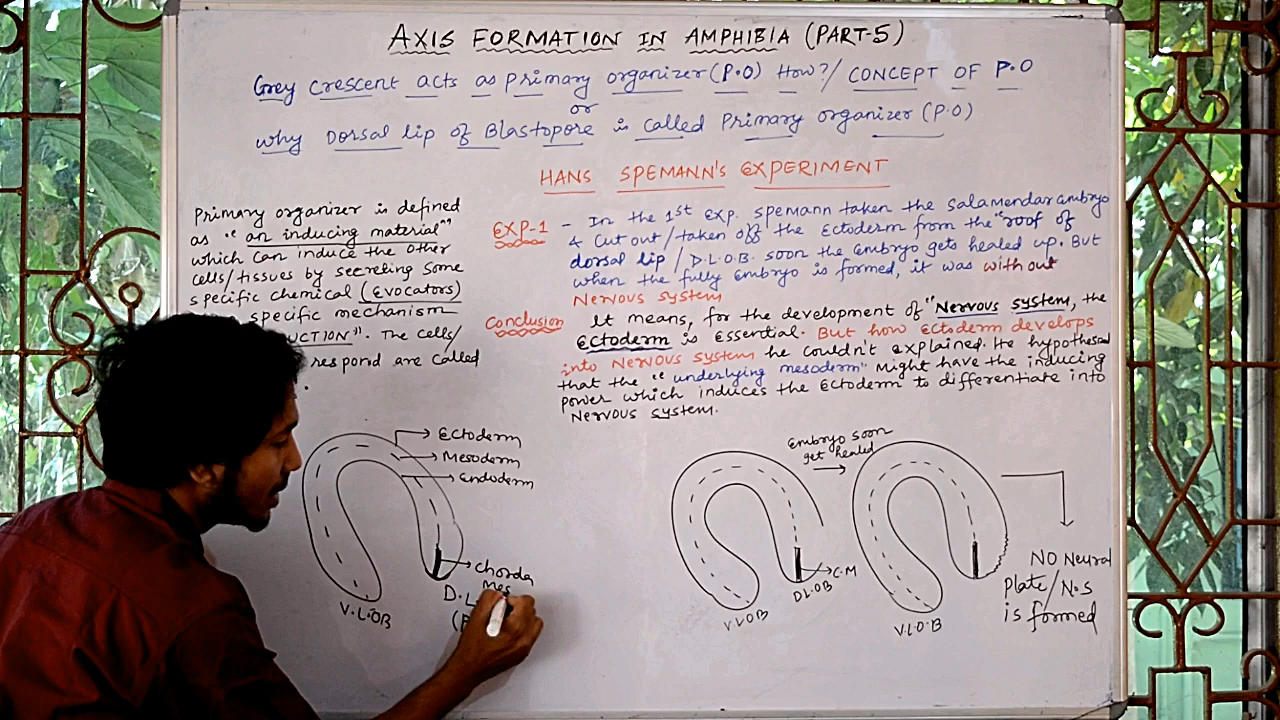 AXIS FORMATION IN AMPHIBIA (PART-5)
Grey crescent acts as primary organizer (P.O) How?/ CONCEPT OF P.O
or
why Dorsal lip of Blastopore is called Primary organizer (P.O)
HANS SPEMANN'S EXPERIMENT
Primary organizer is defined
as "an inducing material"
which can induce the other
cells/tissues by secreting some
specific chemical (Evocators)
specific mechanism
UCTION". The cells/
respond are called
EXP-1 - In the 1st exp. spemann taken the salamendar embryo
& cut out/taken off the Ectoderm from the "roof of
dorsal lip / D.L.O.B. soon the embryo gets healed up. But
when the fully embryo is formed, it was without
Nervous system
Conclusion It means, for the development of "Nervous system, the
Ectoderm is essential. But how Ectoderm develops
into Nervous system he couldn't explained. He hypothesed
that the "underlying mesoderm" Might have the inducing
power which induces the Ectoderm to differentiate into
Nervous system.
Ectoderm
Mesoderm
Endoderm
chorda
mes
D.L
(P
V.L.OB
Embryo soon
get healed
C.M
D.L.OB
V.L.OB
V.L.O.B
NO Neural
Plate/N.S
is formed